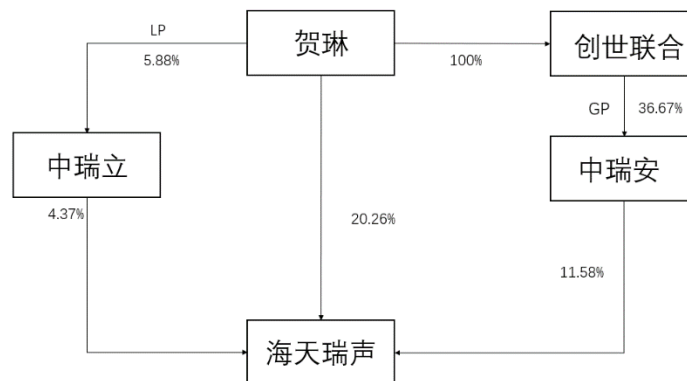 LP
贺琳
创世联合
5.88%
100%
GP
36.67%
中瑞立
中瑞安
4.37%
20.26%
11.58%
海天瑞声